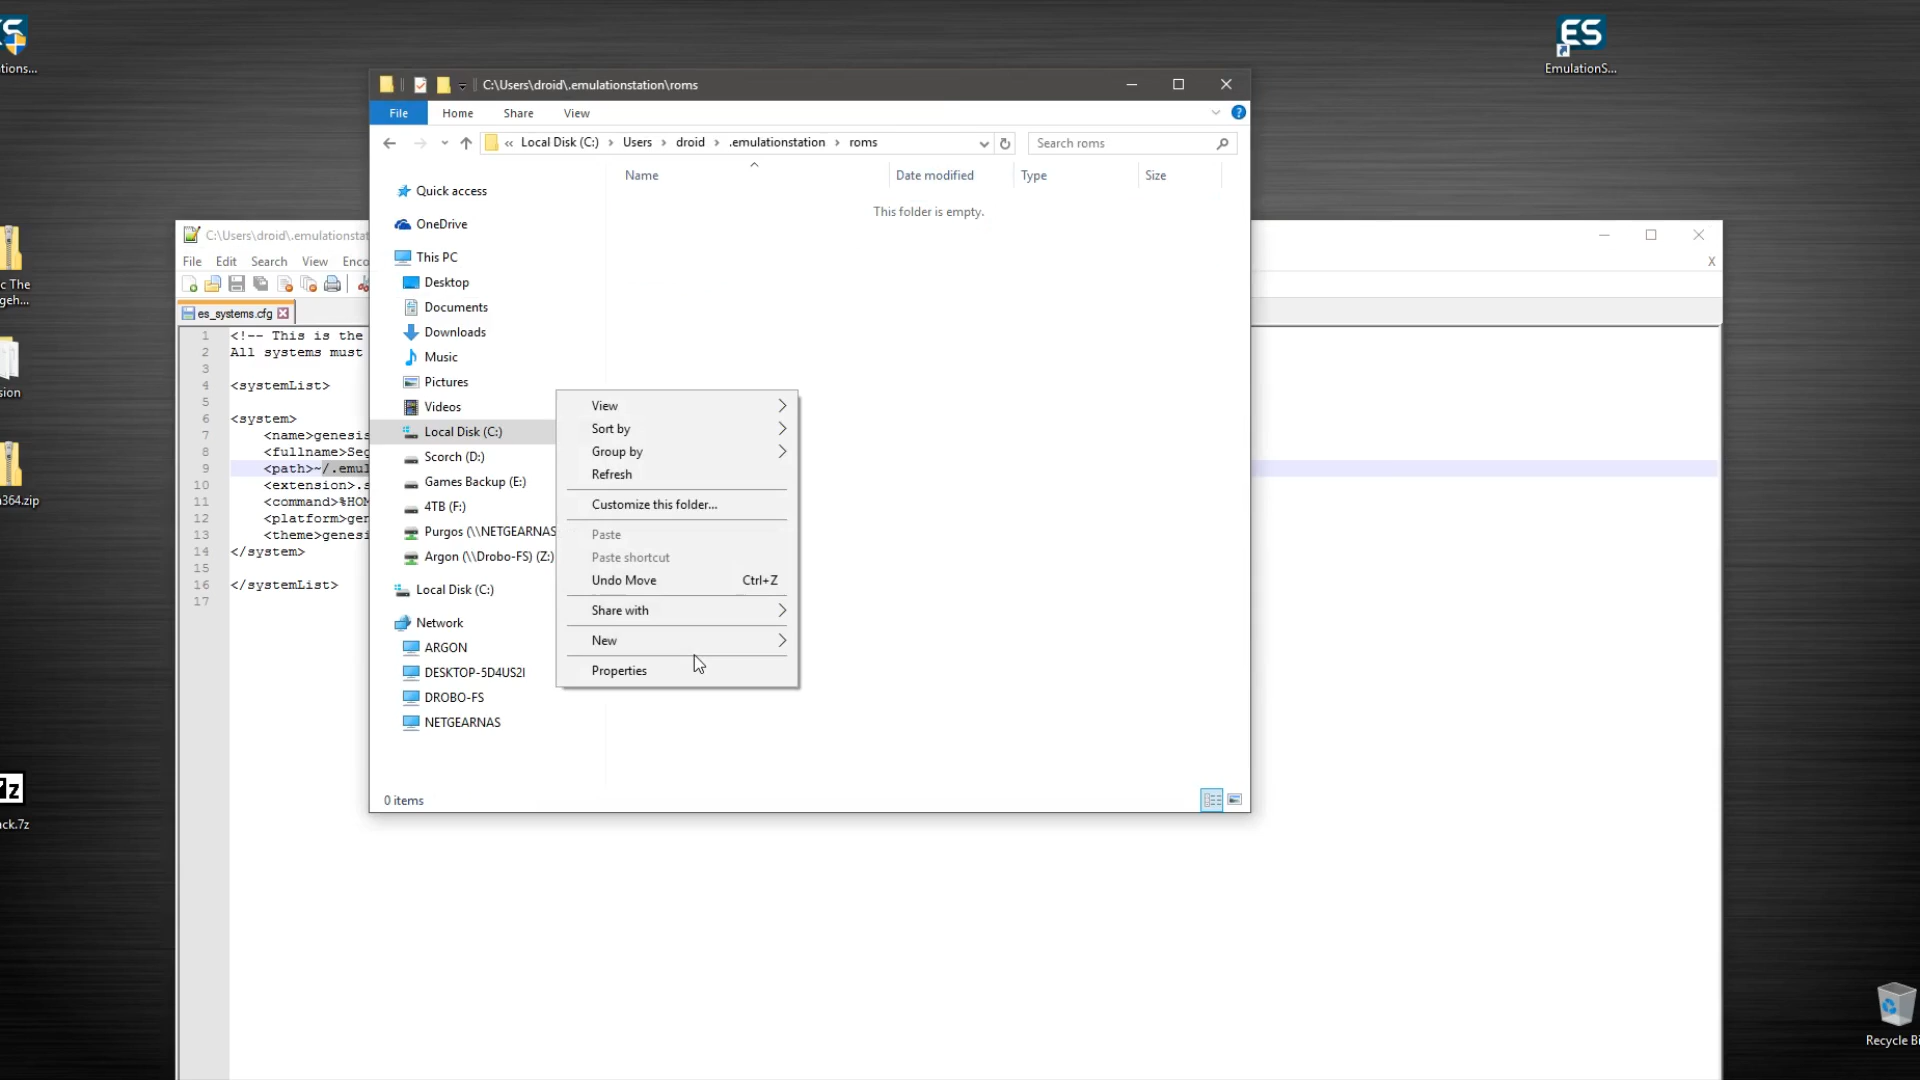 ES
tions...
ES
EmulationS...
c The
geh...
sion
364.zip
7z
ack.7z
Recycle Bi
C:\Users\droid\.emulationstation\roms
File Home Share View
« Local Disk (C:) › Users › droid › .emulationstation › roms
Search roms
Name Date modified Type Size
This folder is empty.
Quick access
OneDrive
This PC
Desktop
Documents
Downloads
Music
Pictures
Videos
Local Disk (C:)
Scorch (D:)
Games Backup (E:)
4TB (F:)
Purgos (\\NETGEARNAS
Argon (\\Drobo-FS) (Z:)
Local Disk (C:)
Network
ARGON
DESKTOP-5D4US2I
DROBO-FS
NETGEARNAS
0 items
View
Sort by
Group by
Refresh
Customize this folder...
Paste
Paste shortcut
Undo Move Ctrl+Z
Share with
New
Properties
C:\Users\droid\.emulationstat
File Edit Search View Enco
X
es_systems.cfg
1 <!-- This is the
2 All systems must
3
4 <systemList>
5
6 <system>
7 <name>genesis
8 <fullname>Seg
9 <path>~/.emul
10 <extension>.s
11 <command>%HOM
12 <platform>gen
13 <theme>genesi
14 </system>
15
16 </systemList>
17